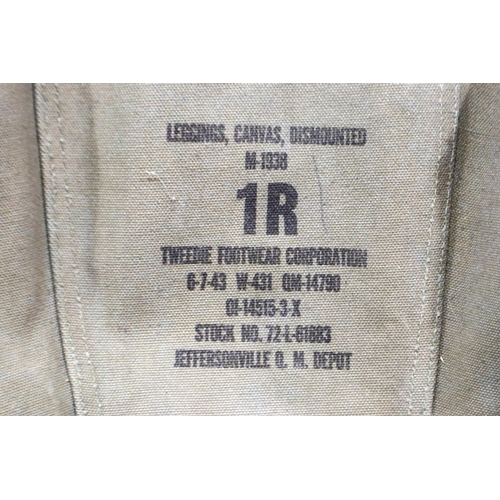 LEGGINGS, CANVAS, DISMOUNTED
M-1938
1R
TWEEDIE FOOTWEAR CORPORATION
6-7-43 W-431 QM-14790
OI-14515-3-X
STOCK NO. 72-L-61883
JEFFERSONVILLE Q. M. DEPOT